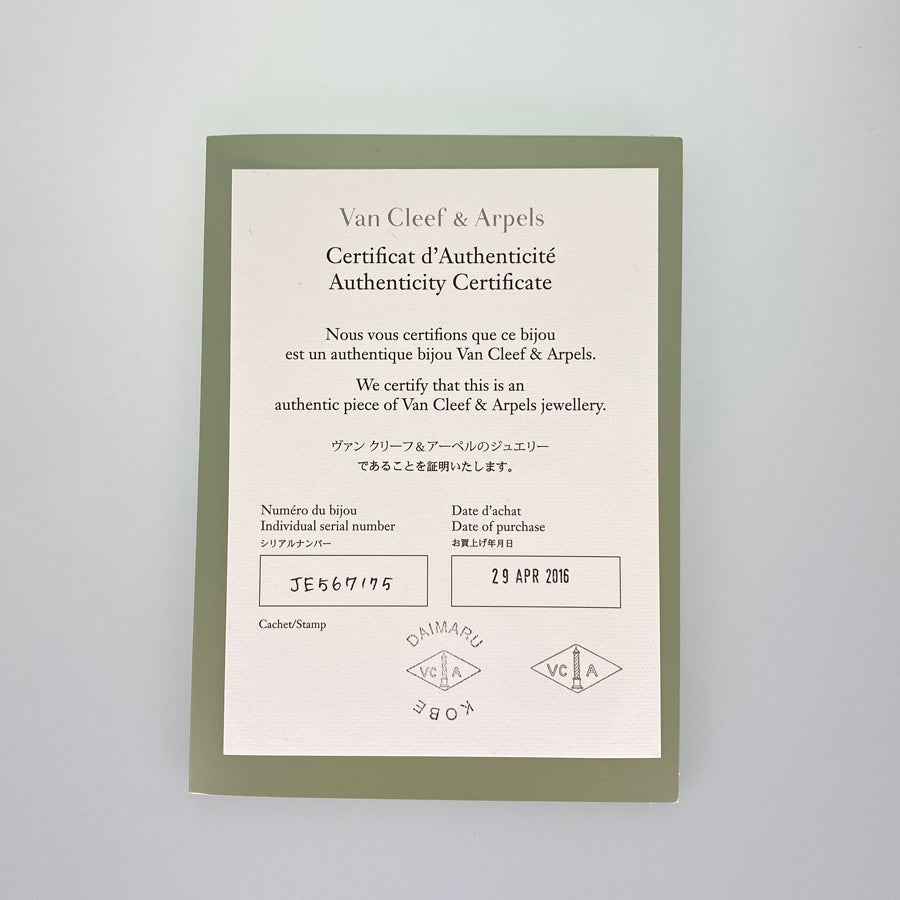 Van Cleef & Arpels
Certificat d'Authenticité
Authenticity Certificate
Nous vous certifions que ce bijou
est un authentique bijou Van Cleef & Arpels.
We certify that this is an
authentic piece of Van Cleef & Arpels jewellery.
ヴァン クリーフ&アーペルのジュエリー
であることを証明いたします。
Numéro du bijou
Individual serial number
シリアルナンバー
JE567175
Date d'achat
Date of purchase
お買上げ年月日
29 APR 2016
Cachet/Stamp
DAIMARU
VC A
KOBE
VC A